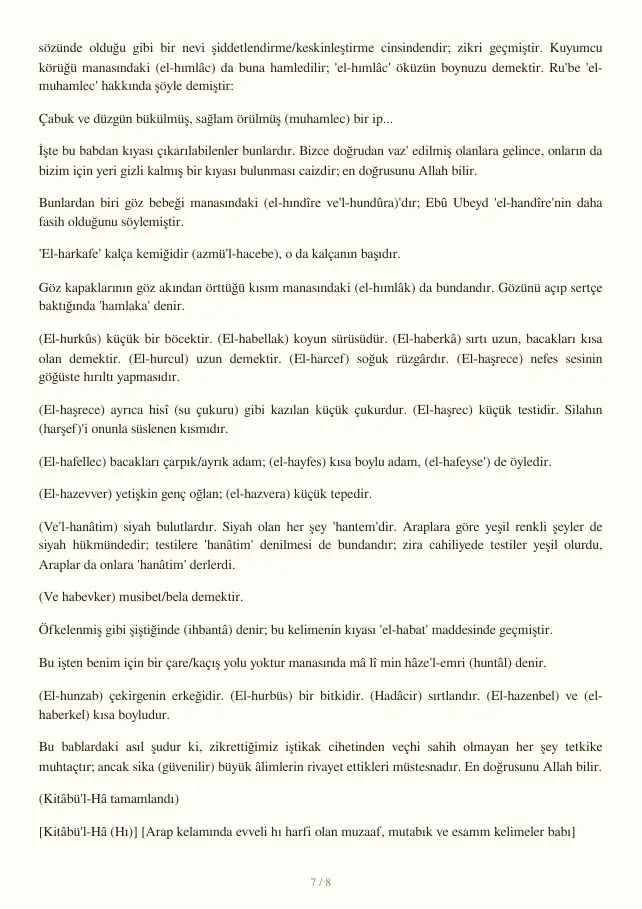 sözünde olduğu gibi bir nevi şiddetlendirme/keskinleştirme cinsindendir; zikri geçmiştir. Kuyumcu
körüğü manasındaki (el-hımlâc) da buna hamledilir; 'el-hımlâc' öküzün boynuzu demektir. Ru'be 'el-
muhamlec' hakkında şöyle demiştir:
Çabuk ve düzgün bükülmüş, sağlam örülmüş (muhamlec) bir ip...
İşte bu babdan kıyası çıkarılabilenler bunlardır. Bizce doğrudan vaz' edilmiş olanlara gelince, onların da
bizim için yeri gizli kalmış bir kıyası bulunması caizdir; en doğrusunu Allah bilir.
Bunlardan biri göz bebeği manasındaki (el-hındîre ve'l-hundûra)'dır; Ebû Ubeyd 'el-handîre'nin daha
fasih olduğunu söylemiştir.
'El-harkafe' kalça kemiğidir (azmü'l-hacebe), o da kalçanın başıdır.
Göz kapaklarının göz akından örttüğü kısım manasındaki (el-hımlâk) da bundandır. Gözünü açıp sertçe
baktığında 'hamlaka' denir.
(El-hurkûs) küçük bir böcektir. (El-habellak) koyun sürüsüdür. (El-haberkâ) sırtı uzun, bacakları kısa
olan demektir. (El-hurcul) uzun demektir. (El-harcef) soğuk rüzgârdır. (El-haşrece) nefes sesinin
göğüste hırıltı yapmasıdır.
(El-haşrece) ayrıca hisî (su çukuru) gibi kazılan küçük çukurdur. (El-haşrec) küçük testidir. Silahın
(harşef)'i onunla süslenen kısmıdır.
(El-hafellec) bacakları çarpık/ayrık adam; (el-hayfes) kısa boylu adam, (el-hafeyse') de öyledir.
(El-hazevver) yetişkin genç oğlan; (el-hazvera) küçük tepedir.
(Ve'l-hanâtim) siyah bulutlardır. Siyah olan her şey 'hantem'dir. Araplara göre yeşil renkli şeyler de
siyah hükmündedir; testilere 'hanâtim' denilmesi de bundandır; zira cahiliyede testiler yeşil olurdu,
Araplar da onlara 'hanâtim' derlerdi.
(Ve habevker) musibet/bela demektir.
Öfkelenmiş gibi şiştiğinde (ihbantâ) denir; bu kelimenin kıyası 'el-habat' maddesinde geçmiştir.
Bu işten benim için bir çare/kaçış yolu yoktur manasında mâ lî min hâze'l-emri (huntâl) denir.
(El-hunzab) çekirgenin erkeğidir. (El-hurbüs) bir bitkidir. (Hadâcir) sırtlandır. (El-hazenbel) ve (el-
haberkel) kısa boyludur.
Bu bablardaki asıl şudur ki, zikrettiğimiz iştikak cihetinden veçhi sahih olmayan her şey tetkike
muhtaçtır; ancak sika (güvenilir) büyük âlimlerin rivayet ettikleri müstesnadır. En doğrusunu Allah bilir.
(Kitâbü'l-Hâ tamamlandı)
[Kitâbü'l-Hâ (Hı)] [Arap kelamında evveli hı harfi olan muzaaf, mutabık ve esamm kelimeler babı]
7 / 8